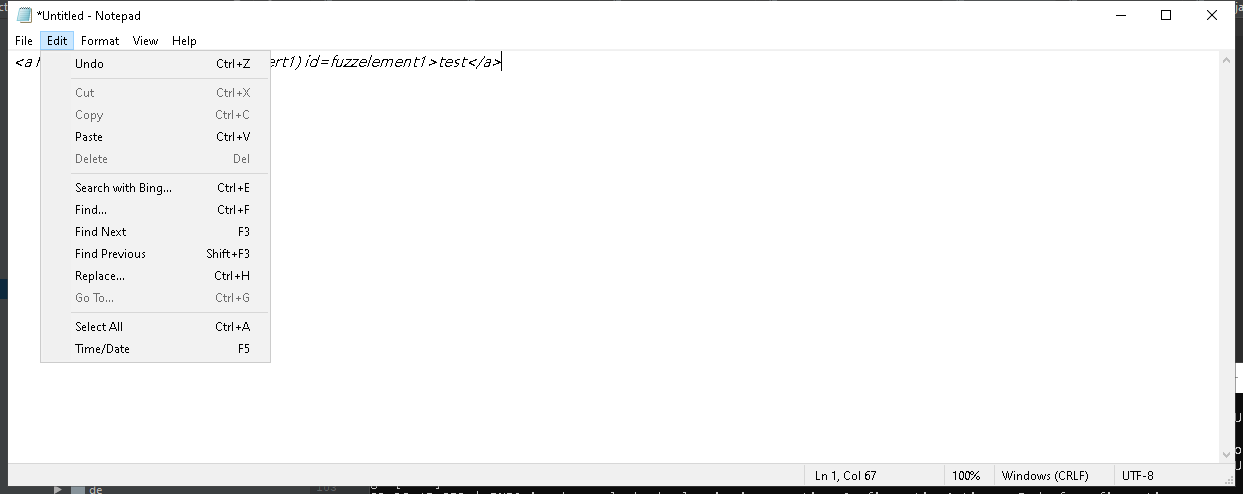 *Untitled - Notepad
File Edit Format View Help
<a h ert1) id=fuzzelement1>test</a>
Undo Ctrl+Z
Cut Ctrl+X
Copy Ctrl+C
Paste Ctrl+V
Delete Del
Search with Bing... Ctrl+E
Find... Ctrl+F
Find Next F3
Find Previous Shift+F3
Replace... Ctrl+H
Go To... Ctrl+G
Select All Ctrl+A
Time/Date F5
Ln 1, Col 67 100% Windows (CRLF) UTF-8
de